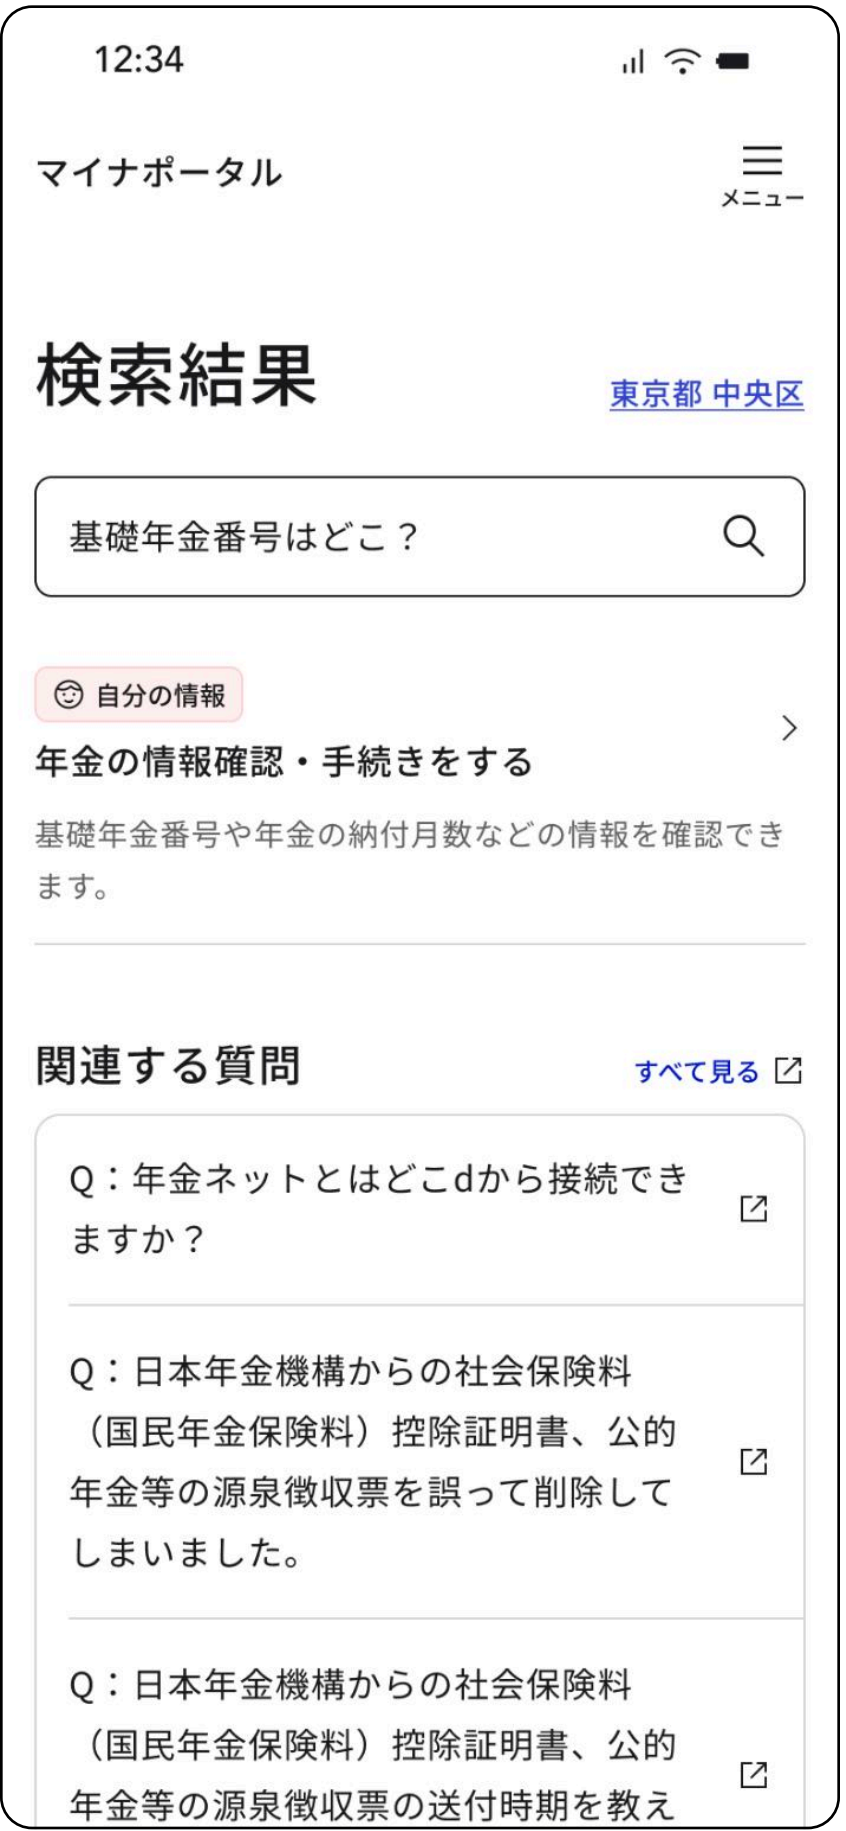 12:34
マイナポータル
メニュー
検索結果
東京都 中央区
基礎年金番号はどこ？
自分の情報
年金の情報確認・手続きをする
基礎年金番号や年金の納付月数などの情報を確認でき
ます。
関連する質問
すべて見る
Q：年金ネットとはどこdから接続でき
ますか？
Q：日本年金機構からの社会保険料
（国民年金保険料）控除証明書、公的
年金等の源泉徴収票を誤って削除して
しまいました。
Q：日本年金機構からの社会保険料
（国民年金保険料）控除証明書、公的
年金等の源泉徴収票の送付時期を教え